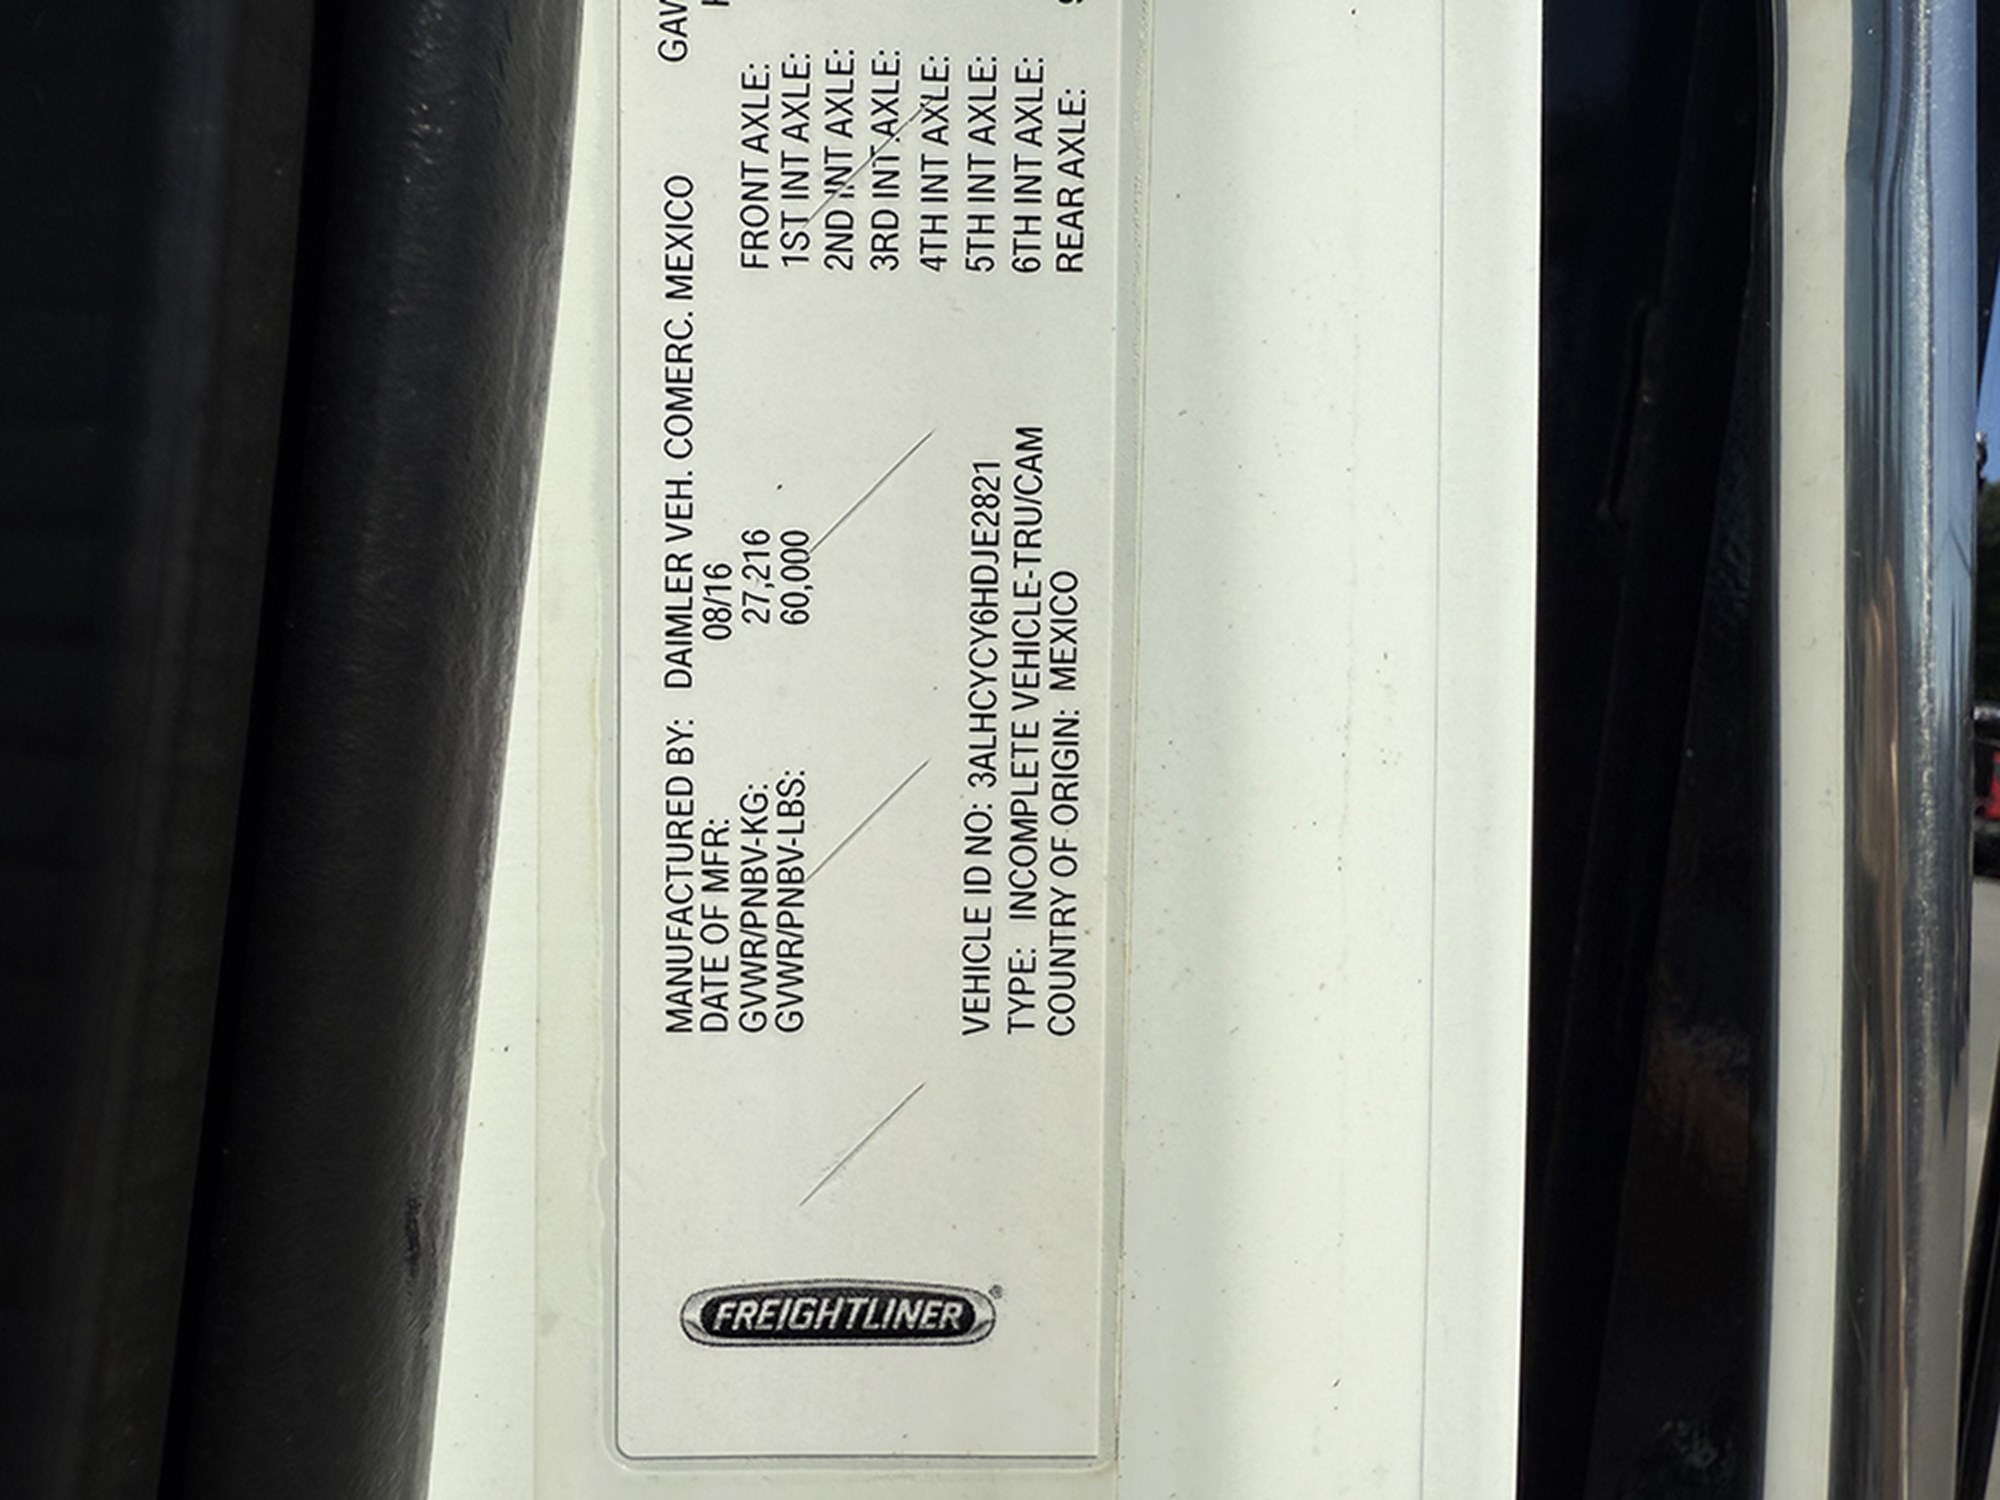 FREIGHTLINER®
MANUFACTURED BY: DAIMLER VEH. COMERC. MEXICO
DATE OF MFR: 08/16
GVWR/PNBV-KG: 27,216
GVWR/PNBV-LBS: 60,000
VEHICLE ID NO: 3ALHCYCY6HDJE2821
TYPE: INCOMPLETE VEHICLE-TRU/CAM
COUNTRY OF ORIGIN: MEXICO
FRONT AXLE:
1ST INT AXLE:
2ND INT AXLE:
3RD INT AXLE:
4TH INT AXLE:
5TH INT AXLE:
6TH INT AXLE:
REAR AXLE: